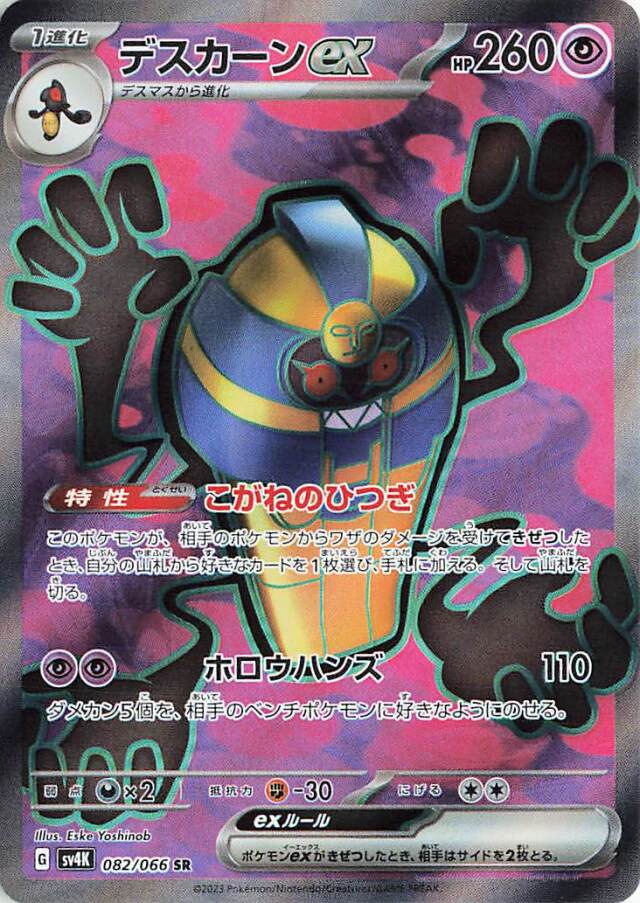 1進化
デスカーンex
HP260
デスマスから進化
特性
とくせい
こがねのひつぎ
このポケモンが、相手のポケモンからワザのダメージを受けてきぜつした
とき、自分の山札から好きなカードを1枚選び、手札に加える。そして山札を
切る。
ホロウハンズ 110
ダメカン5個を、相手のベンチポケモンに好きなようにのせる。
弱点 ×2 抵抗力 -30 にげる
Illus. Eske Yoshinob
exルール
ポケモンexがきぜつしたとき、相手はサイドを2枚とる。
G sv4K 082/066 SR
©2023 Pokémon/Nintendo/Creatures/GAME FREAK.